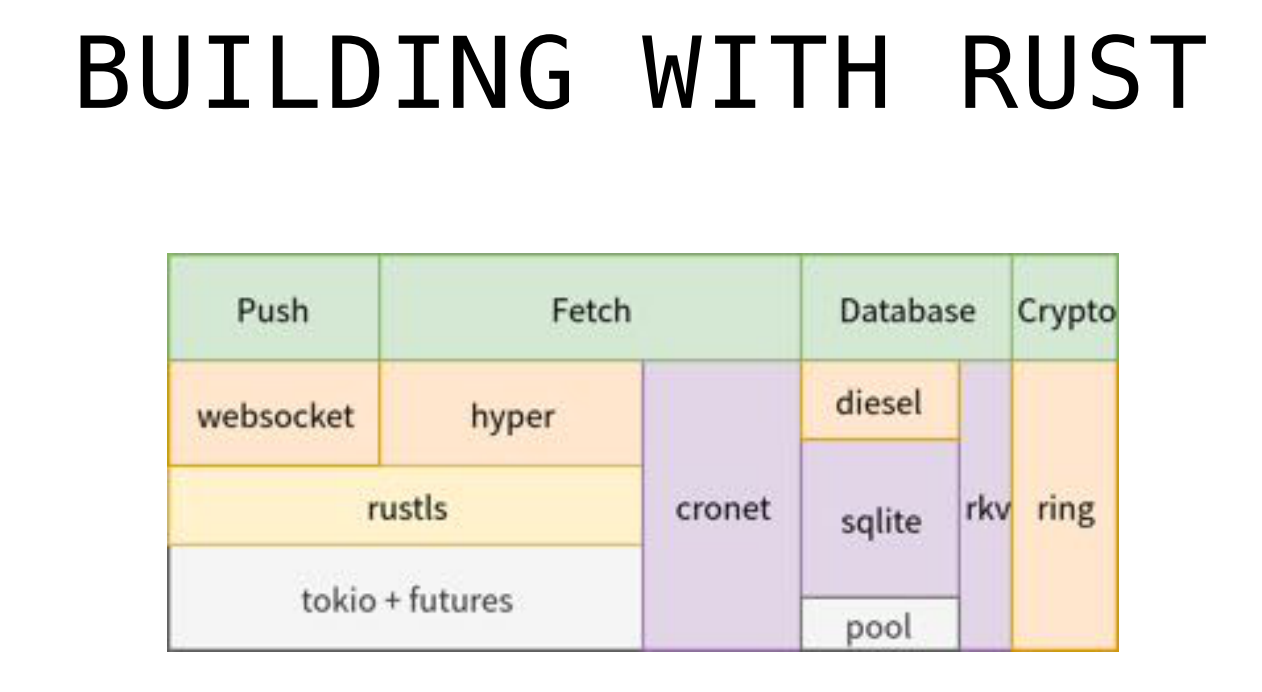 BUILDING WITH RUST
Push
Fetch
Database
Crypto
websocket
hyper
cronet
diesel
rkv
ring
rustls
sqlite
tokio + futures
pool